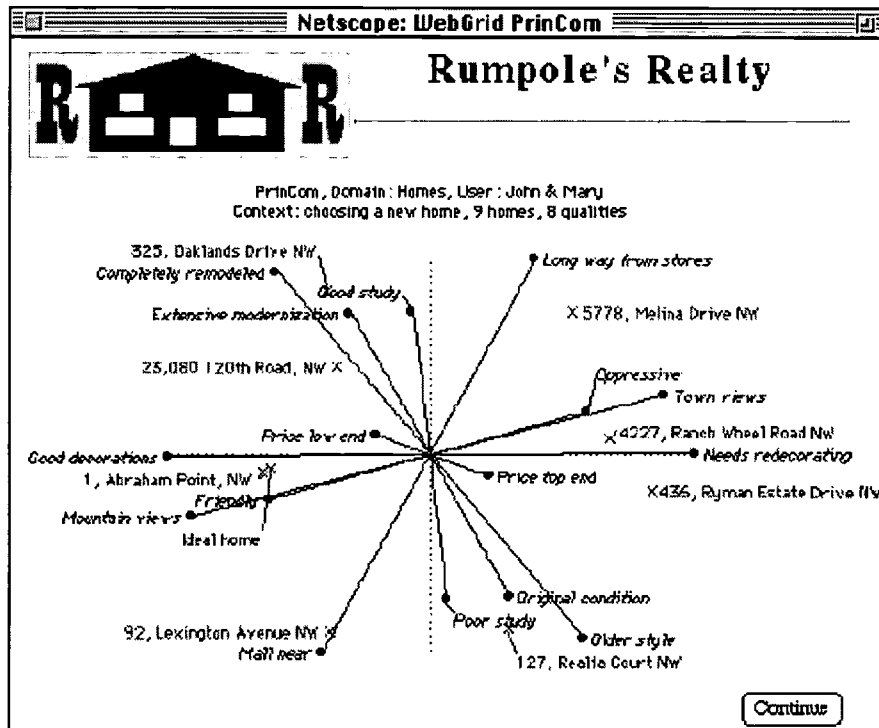 Netscape: WebGrid PrinCom
R R
Rumpole's Realty
PrinCom, Domain: Homes, User: John & Mary
Context: choosing a new home, 9 homes, 8 qualities
325, Oaklands Drive NW
Long way from stores
Completely remodeled
Good study
Extensive modernization
5778, Melina Drive NW
23,080 120th Road, NW
Oppressive
Town views
Price low end
4227, Ranch Wheel Road NW
Good decorations
Needs redecorating
1, Abraham Point, NW
Price top end
Friendly
436, Ryman Estate Drive NW
Mountain views
Ideal home
Original condition
Poor study
92, Lexington Avenue NW
Older style
Mall near
127, Realto Court NW
Continue